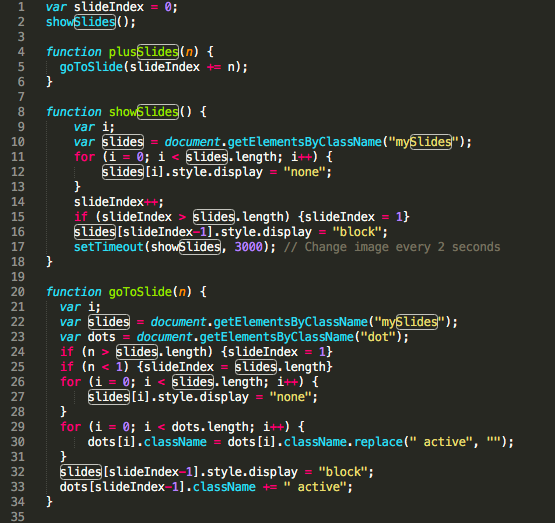 1 var slideIndex = 0;
2 showSlides();
3
4 function plusSlides(n) {
5   goToSlide(slideIndex += n);
6 }
7
8 function showSlides() {
9     var i;
10     var slides = document.getElementsByClassName("mySlides");
11     for (i = 0; i < slides.length; i++) {
12         slides[i].style.display = "none";
13     }
14     slideIndex++;
15     if (slideIndex > slides.length) {slideIndex = 1}
16     slides[slideIndex-1].style.display = "block";
17     setTimeout(showSlides, 3000); // Change image every 2 seconds
18 }
19
20 function goToSlide(n) {
21   var i;
22   var slides = document.getElementsByClassName("mySlides");
23   var dots = document.getElementsByClassName("dot");
24   if (n > slides.length) {slideIndex = 1}
25   if (n < 1) {slideIndex = slides.length}
26   for (i = 0; i < slides.length; i++) {
27       slides[i].style.display = "none";
28   }
29   for (i = 0; i < dots.length; i++) {
30       dots[i].className = dots[i].className.replace(" active", "");
31   }
32   slides[slideIndex-1].style.display = "block";
33   dots[slideIndex-1].className += " active";
34 }
35